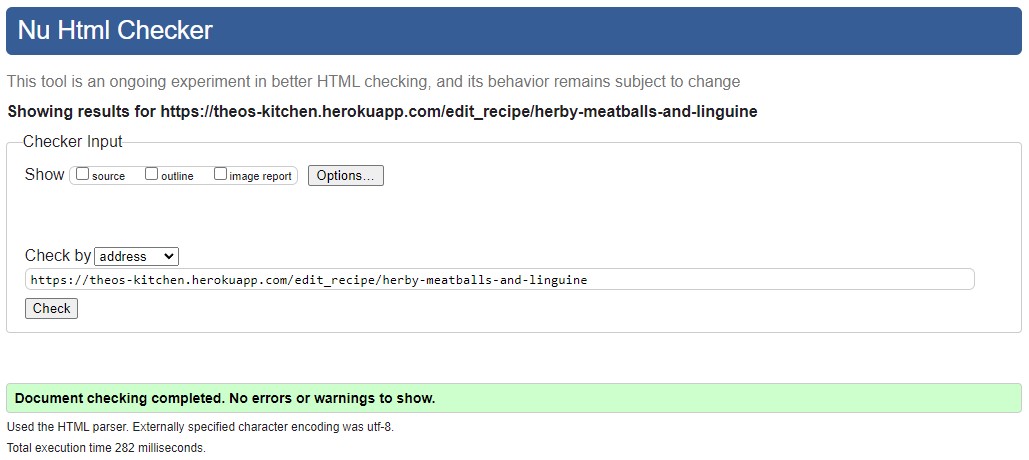 Nu Html Checker
This tool is an ongoing experiment in better HTML checking, and its behavior remains subject to change
Showing results for https://theos-kitchen.herokuapp.com/edit_recipe/herby-meatballs-and-linguine
Checker Input
Show source outline image report Options...
Check by address
https://theos-kitchen.herokuapp.com/edit_recipe/herby-meatballs-and-linguine
Check
Document checking completed. No errors or warnings to show.
Used the HTML parser. Externally specified character encoding was utf-8.
Total execution time 282 milliseconds.